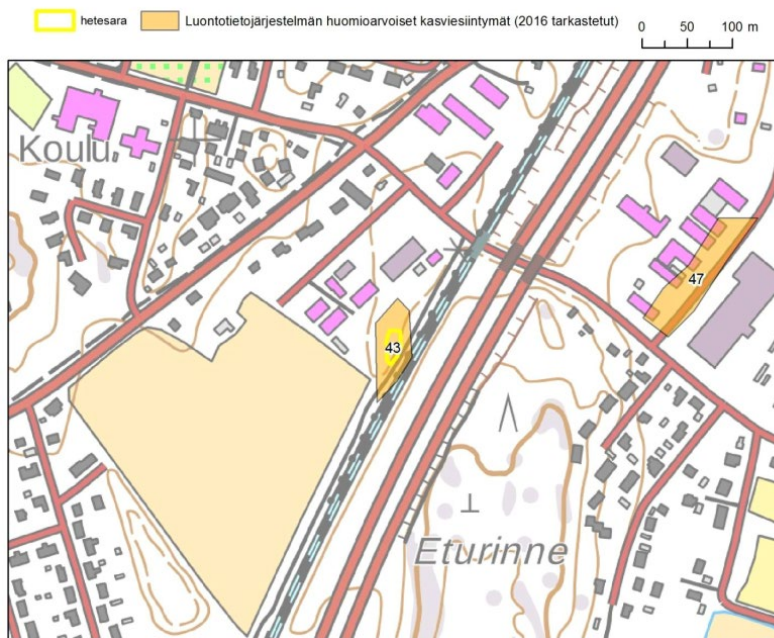 hetesara Luontotietojärjestelmän huomioarvoiset kasviesiintymät (2016 tarkastetut)
0 50 100 m
Koulu
47
43
Eturinne